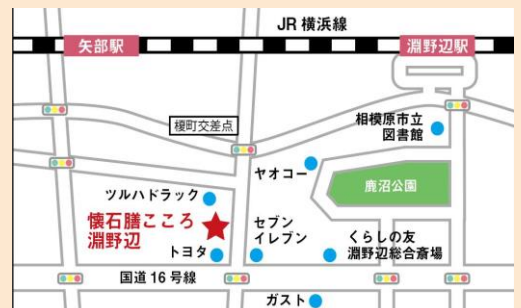 JR 横浜線
矢部駅
淵野辺駅
榎町交差点
相模原市立
図書館
ヤオコー
鹿沼公園
ツルハドラック
懐石膳こころ
淵野辺
セブン
イレブン
トヨタ
くらしの友
淵野辺総合斎場
国道 16 号線
ガスト